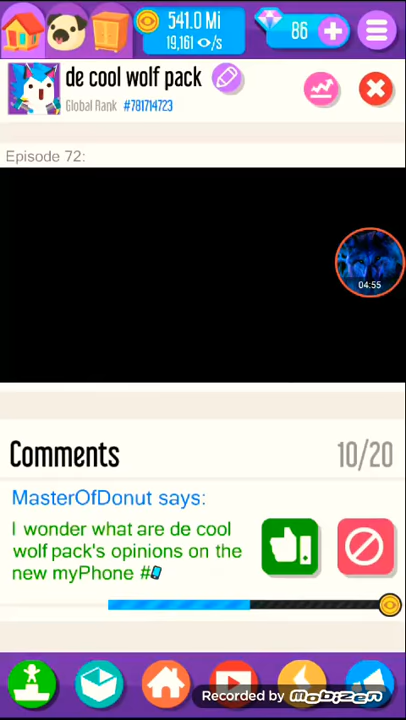 541.0 Mi
19,161 /s
86
de cool wolf pack
Global Rank #781714723
Episode 72:
04:55
Comments 10/20
MasterOfDonut says:
I wonder what are de cool
wolf pack's opinions on the
new myPhone #
Recorded by MOBIZEN